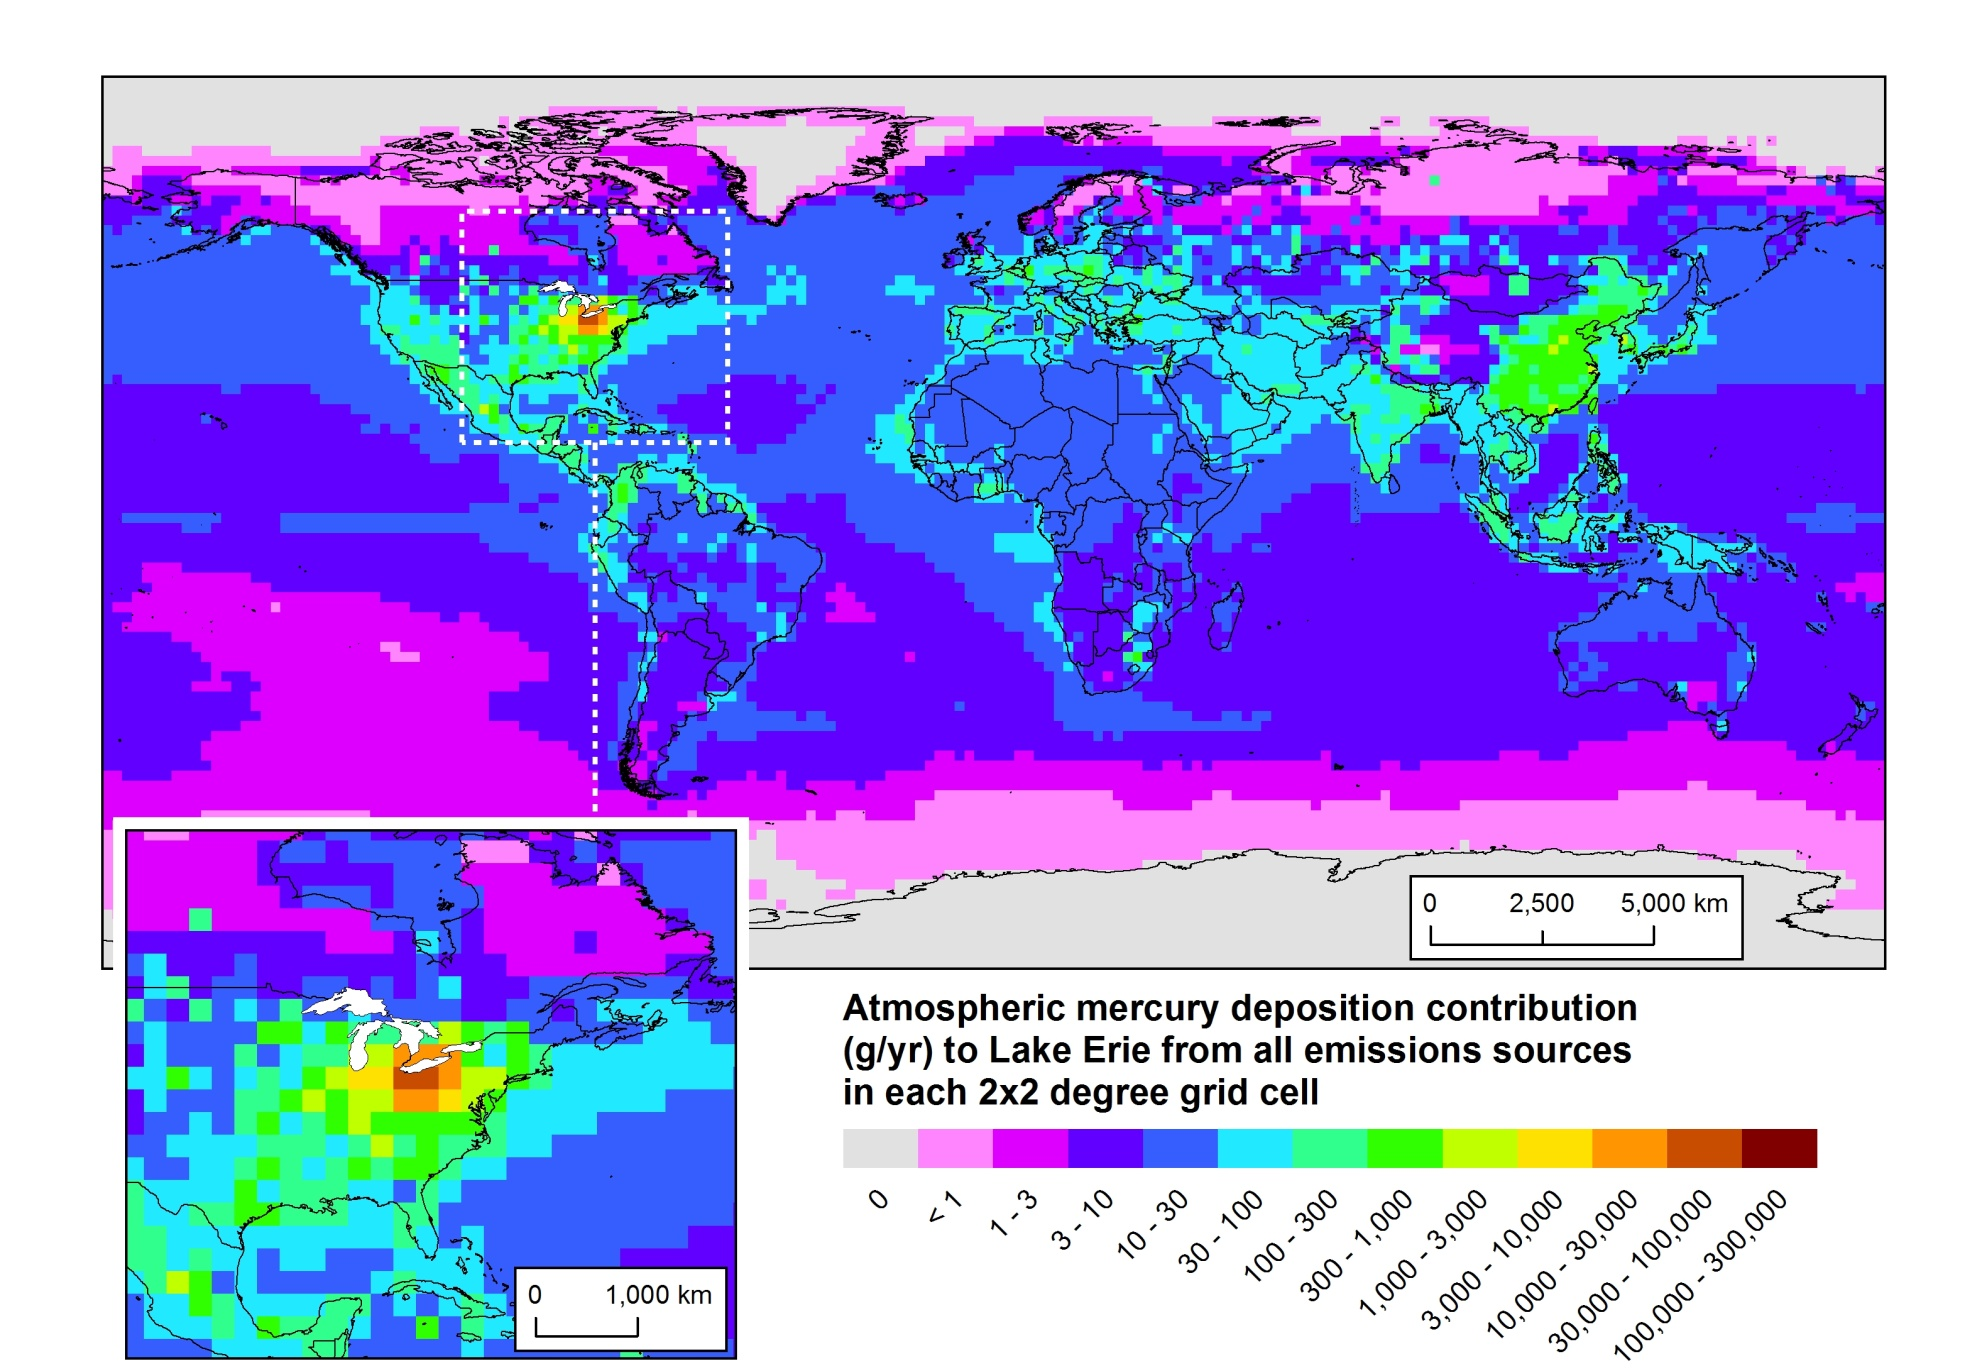 0 2,500 5,000 km
Atmospheric mercury deposition contribution
(g/yr) to Lake Erie from all emissions sources
in each 2x2 degree grid cell
0
< 1
1 - 3
3 - 10
10 - 30
30 - 100
100 - 300
300 - 1,000
1,000 - 3,000
3,000 - 10,000
10,000 - 30,000
30,000 - 100,000
100,000 - 300,000
0 1,000 km